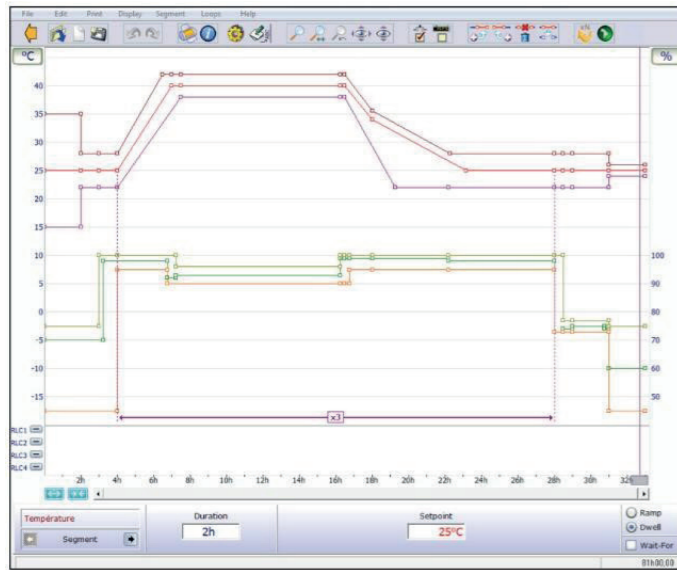 File Edit Print Display Segment Loops Help
°C %
40
35
30
25
20
15
10 100
5 90
0 80
-5 70
-10 60
-15 50
x3
RLC1
RLC2
RLC3
RLC4
2h 4h 6h 8h 10h 12h 14h 16h 18h 20h 22h 24h 26h 28h 30h 32h
Température Duration Setpoint Ramp
2h 25°C Dwell
Segment Wait-For
81h00,00